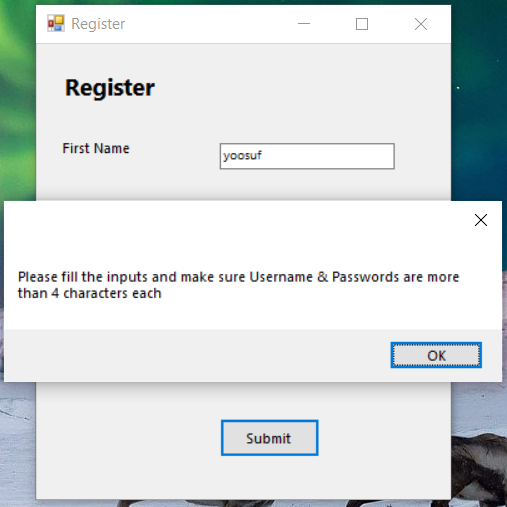 Register
Register
First Name
yoosuf
Please fill the inputs and make sure Username & Passwords are more
than 4 characters each
OK
Submit